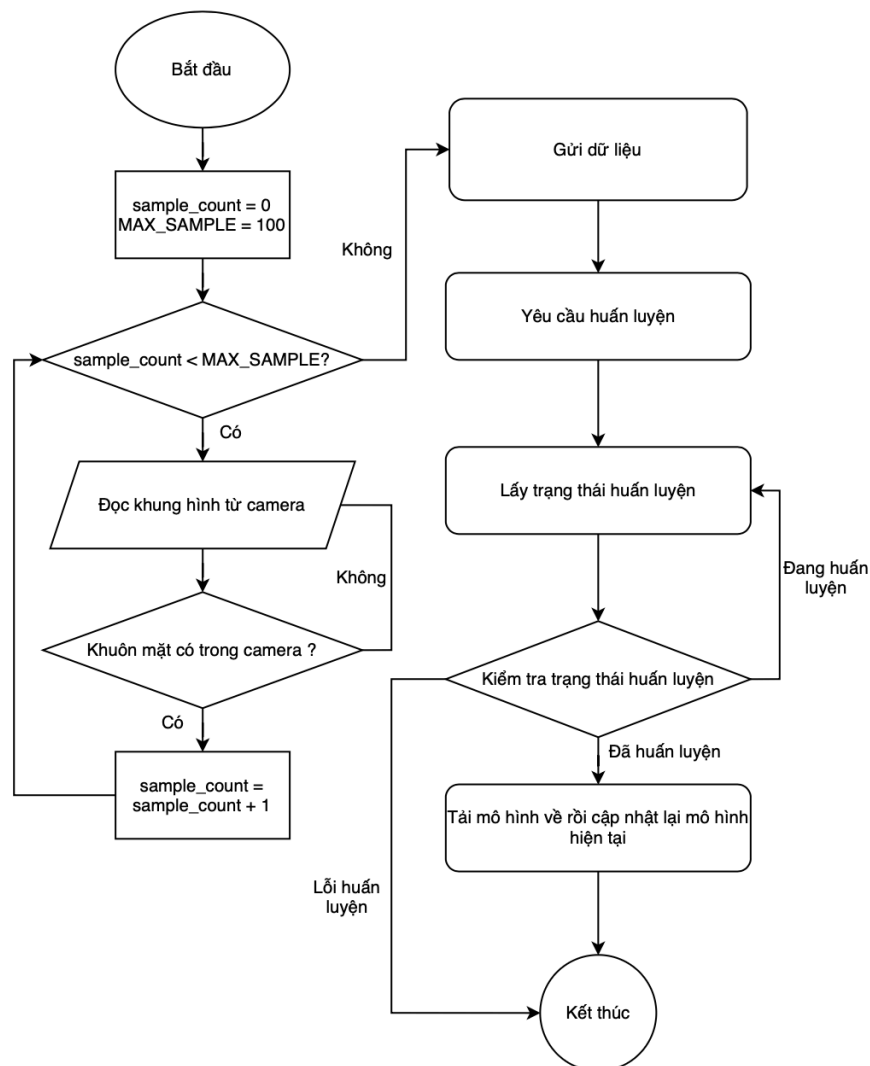 Bắt đầu
sample_count = 0
MAX_SAMPLE = 100
sample_count < MAX_SAMPLE?
Có
Đọc khung hình từ camera
Không
Khuôn mặt có trong camera ?
Có
sample_count =
sample_count + 1
Không
Gửi dữ liệu
Yêu cầu huấn luyện
Lấy trạng thái huấn luyện
Đang huấn
luyện
Kiểm tra trạng thái huấn luyện
Đã huấn luyện
Tải mô hình về rồi cập nhật lại mô hình
hiện tại
Lỗi huấn
luyện
Kết thúc